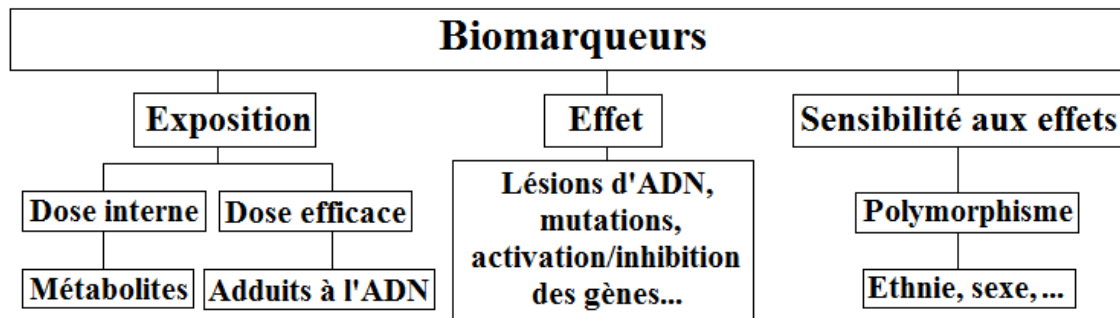 Biomarqueurs
Exposition
Effet
Sensibilité aux effets
Dose interne
Dose efficace
Lésions d'ADN,
mutations,
activation/inhibition
des gènes...
Polymorphisme
Métabolites
Adduits à l'ADN
Ethnie, sexe,...